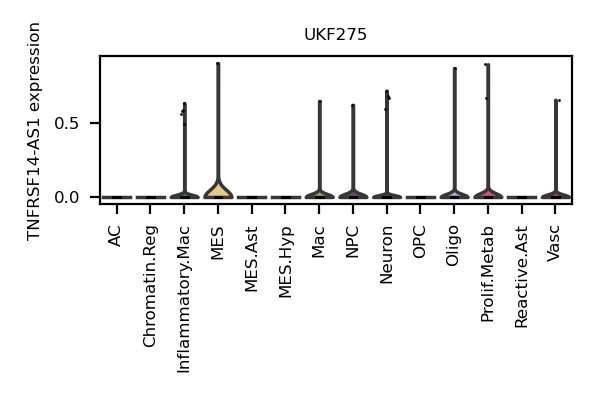 UKF275
TNFRSF14-AS1 expression
0.5
0.0
AC
Chromatin.Reg
Inflammatory.Mac
MES
MES.Ast
MES.Hyp
Mac
NPC
Neuron
OPC
Oligo
Prolif.Metab
Reactive.Ast
Vasc